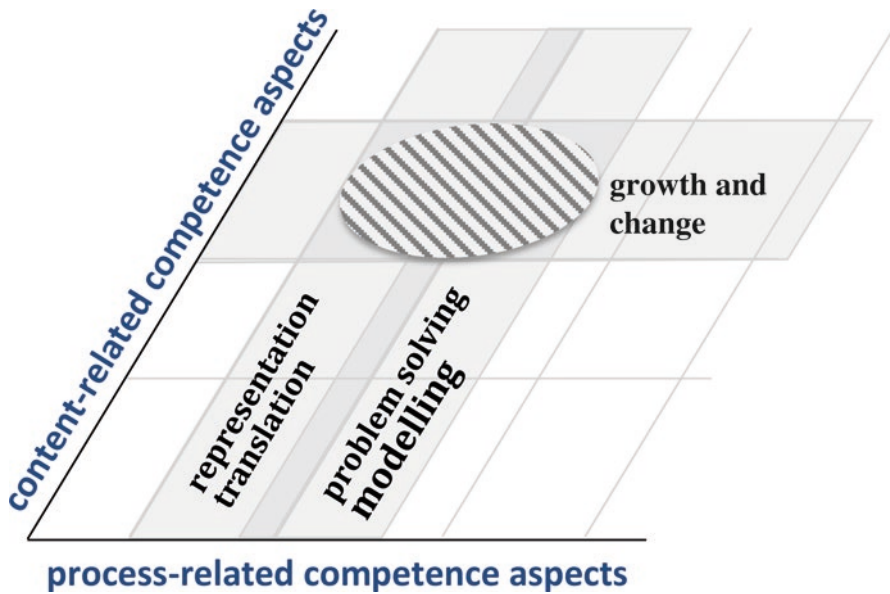 content-related competence aspects
growth and
change
representation
translation
problem solving
modelling
process-related competence aspects